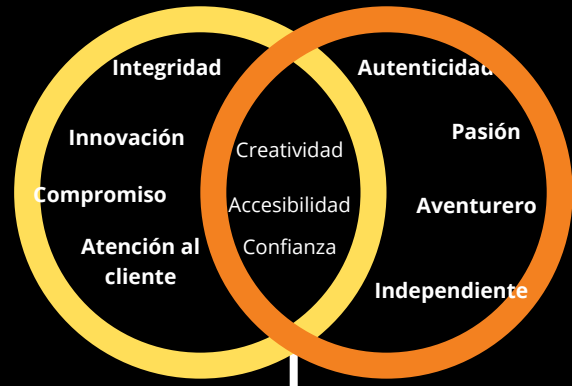 Integridad
Innovación
Compromiso
Atención al
cliente
Creatividad
Accesibilidad
Confianza
Autenticidad
Pasión
Aventurero
Independiente